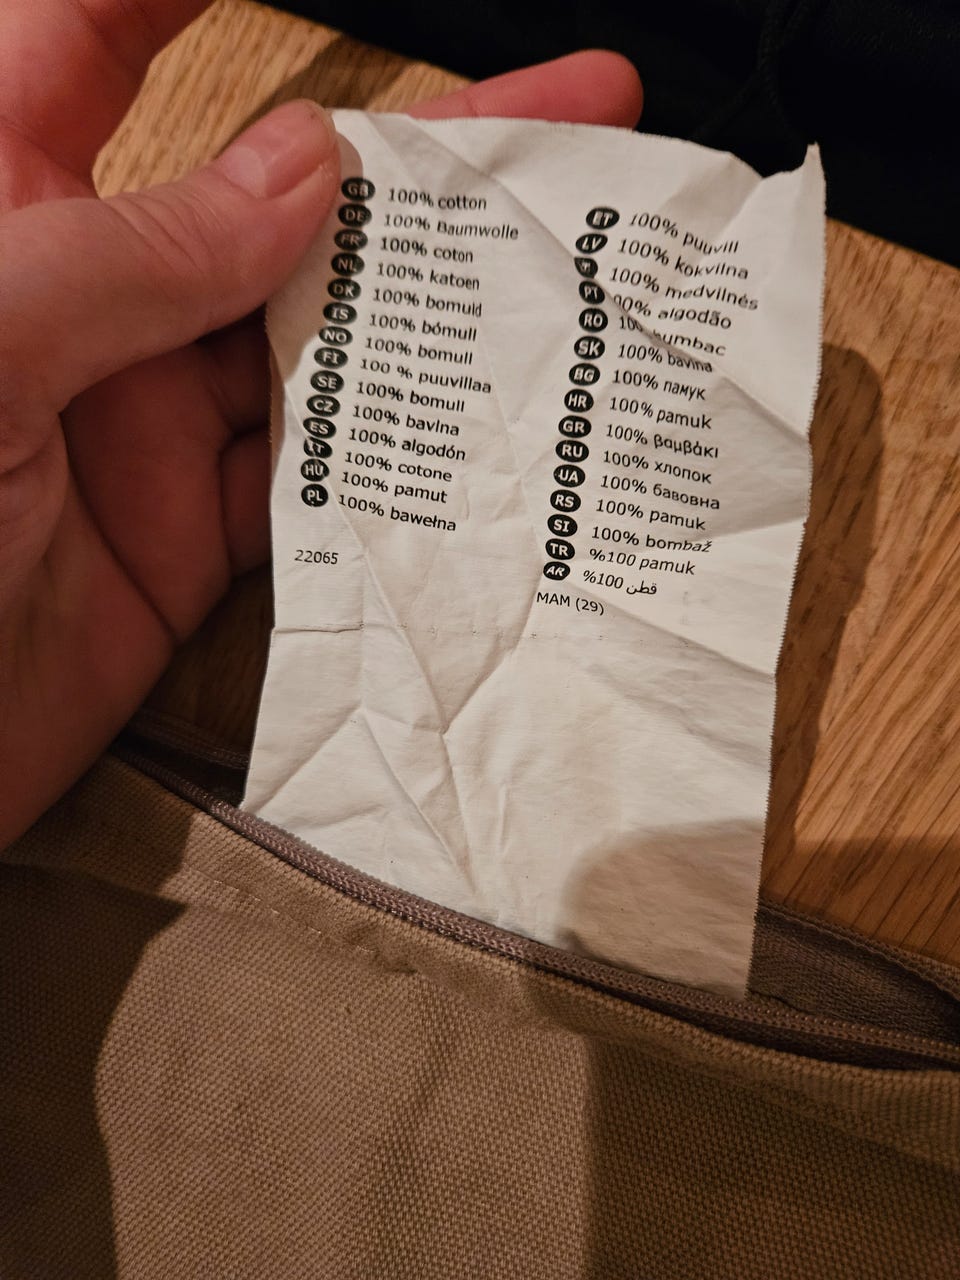 GB 100% cotton
DE 100% Baumwolle
FR 100% coton
NL 100% katoen
DK 100% bomuld
IS 100% bómull
NO 100% bomull
FI 100 % puuvillaa
SE 100% bomull
CZ 100% bavlna
ES 100% algodón
IT 100% cotone
HU 100% pamut
PL 100% bawełna
22065
ET 100% puuvill
LV 100% kokvilna
100% medvilnės
PT algodão
RO
SK 100% bavlna
BG 100% памук
HR 100% pamuk
GR 100% βαμβάκι
RU 100% хлопок
UA 100% бавовна
RS 100% pamuk
SI 100% bombaž
TR %100 pamuk
AR %100 قطن
MAM (29)